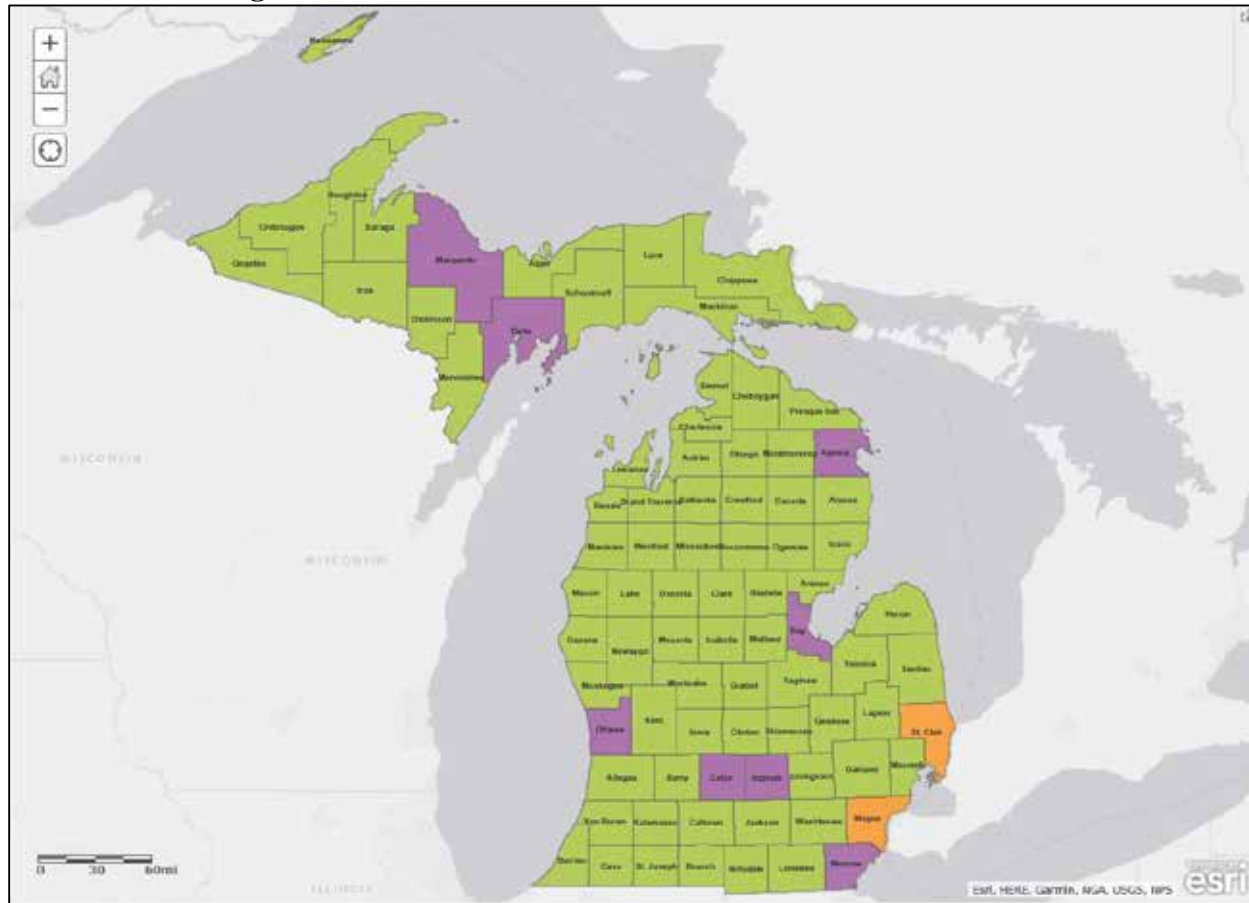 +
−
Keweenaw
Houghton
Ontonagon
Baraga
Gogebic
Marquette
Alger
Luce
Chippewa
Schoolcraft
Iron
Mackinac
Dickinson
Delta
Menominee
Emmet
Cheboygan
Presque Isle
Charlevoix
Antrim
Otsego
Montmorency
Alpena
Leelanau
WISCONSIN
Benzie
Grand Traverse
Kalkaska
Crawford
Oscoda
Alcona
Manistee
Wexford
Missaukee
Roscommon
Ogemaw
Iosco
WISCONSIN
Arenac
Mason
Lake
Osceola
Clare
Gladwin
Huron
Bay
Oceana
Newaygo
Mecosta
Isabella
Midland
Tuscola
Sanilac
Muskegon
Montcalm
Gratiot
Saginaw
Ottawa
Kent
Ionia
Clinton
Shiawassee
Genesee
Lapeer
St. Clair
Allegan
Barry
Eaton
Ingham
Livingston
Oakland
Macomb
Van Buren
Kalamazoo
Calhoun
Jackson
Washtenaw
Wayne
Berrien
Cass
St. Joseph
Branch
Hillsdale
Lenawee
Monroe
0 30 60mi
ILLINOIS
Esri, HERE, Garmin, NGA, USGS, NPS
esri